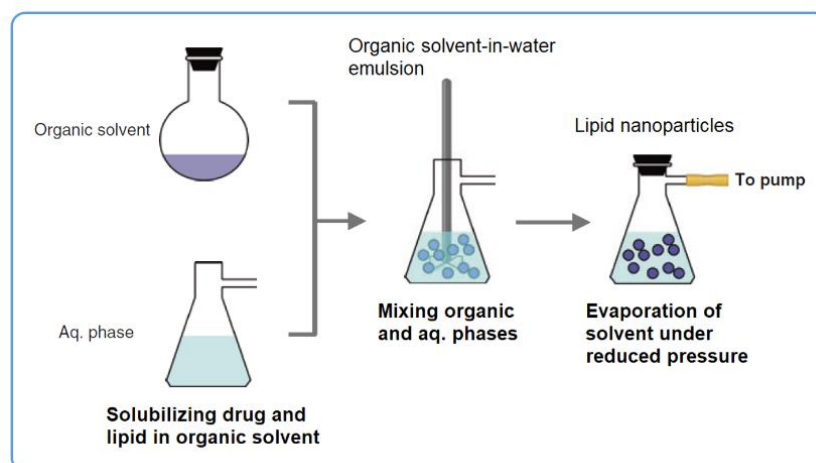 Organic solvent
Aq. phase
Solubilizing drug and
lipid in organic solvent
Organic solvent-in-water
emulsion
Mixing organic
and aq. phases
Lipid nanoparticles
To pump
Evaporation of
solvent under
reduced pressure